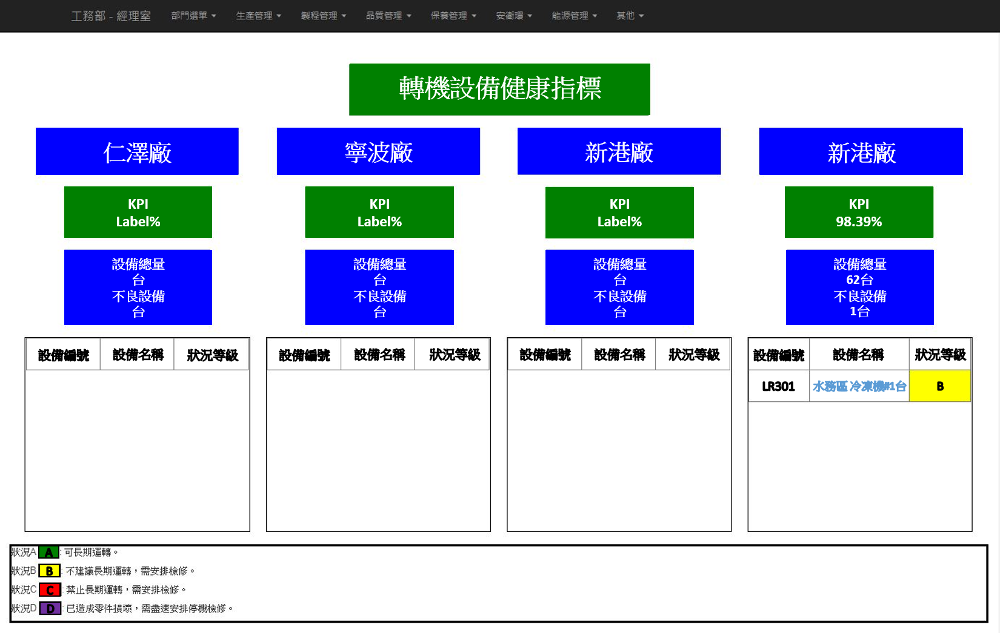 工務部 - 經理室 部門選單 生產管理 製程管理 品質管理 保養管理 安衛環 能源管理 其他
轉機設備健康指標
仁澤廠
KPI
Label%
設備總量
台
不良設備
台
設備編號 設備名稱 狀況等級
寧波廠
KPI
Label%
設備總量
台
不良設備
台
設備編號 設備名稱 狀況等級
新港廠
KPI
Label%
設備總量
台
不良設備
台
設備編號 設備名稱 狀況等級
新港廠
KPI
98.39%
設備總量
62台
不良設備
1台
設備編號 設備名稱 狀況等級
LR301 水務區 冷凍機#1台 B
狀況A A : 可長期運轉。
狀況B B : 不建議長期運轉，需安排檢修。
狀況C C : 禁止長期運轉，需安排檢修。
狀況D D : 已造成零件損壞，需盡速安排停機檢修。